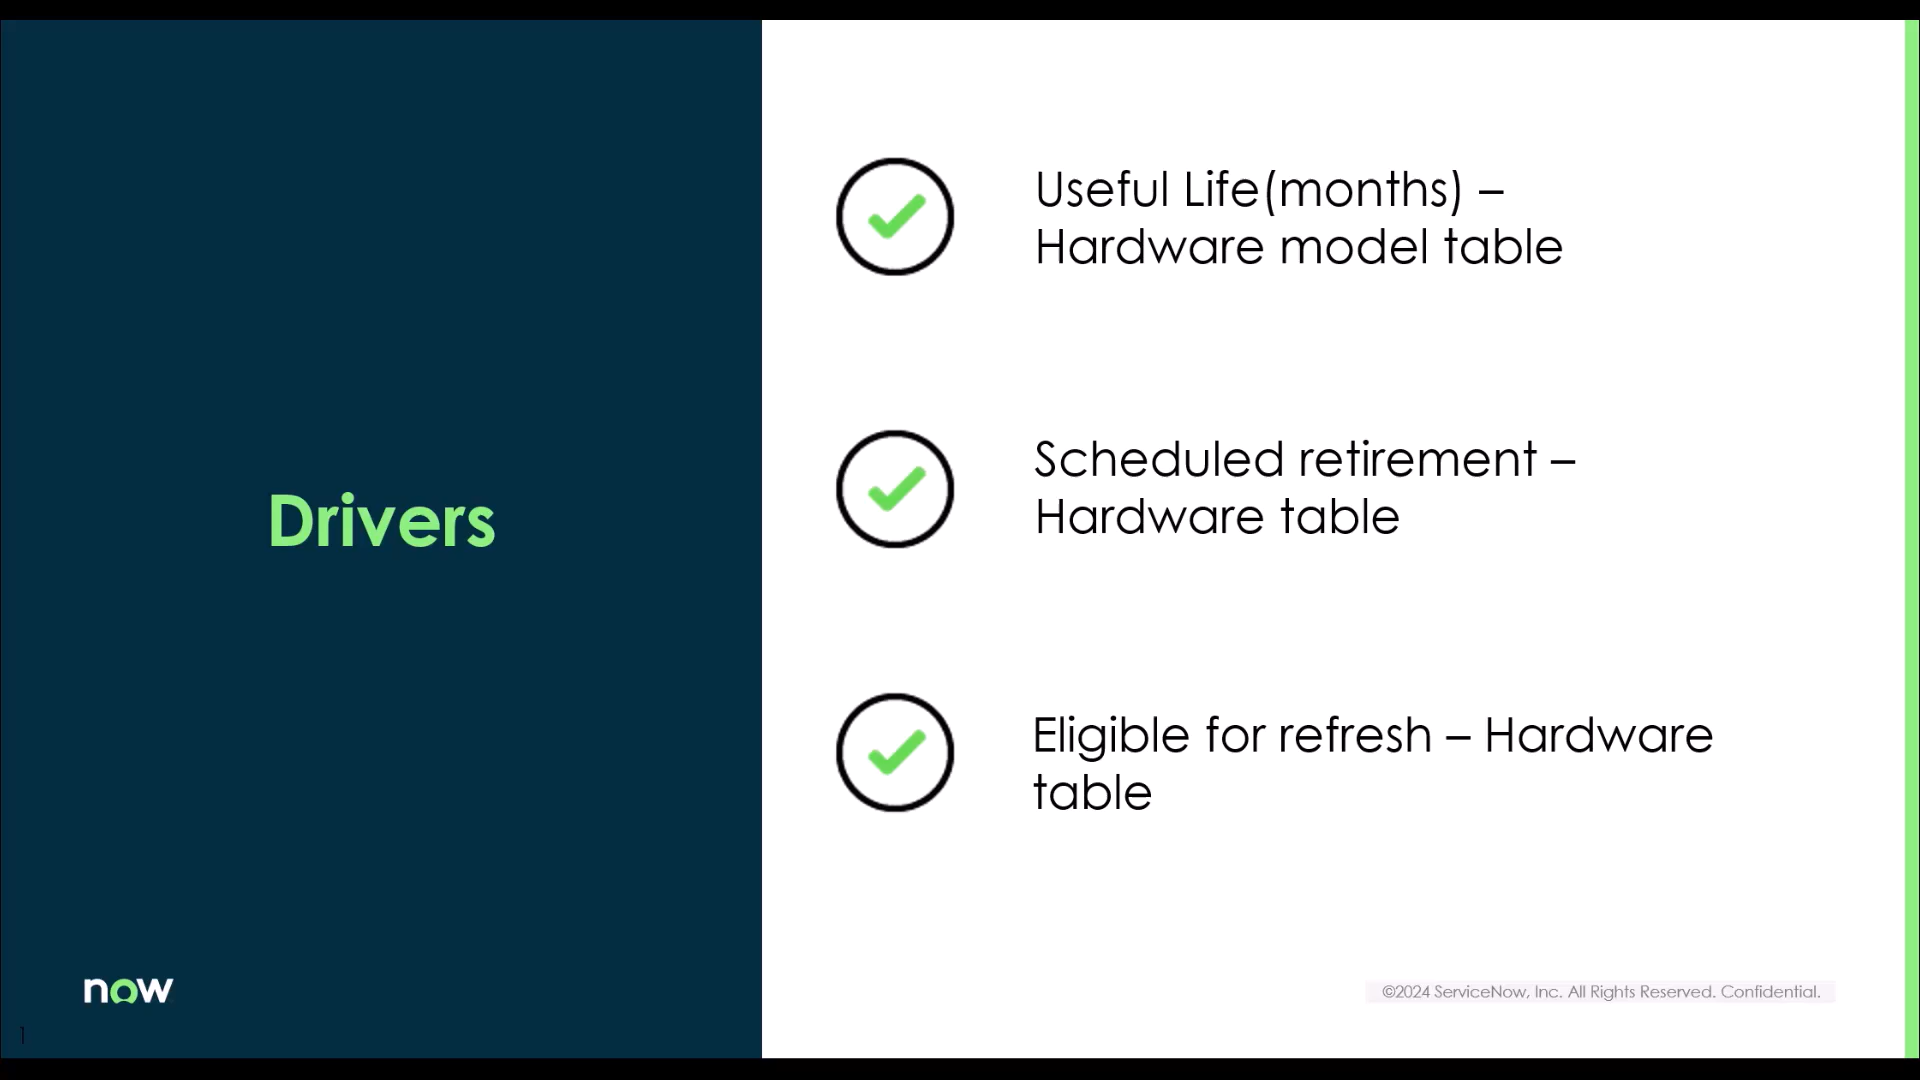 Drivers
Useful Life(months) –
Hardware model table
Scheduled retirement –
Hardware table
Eligible for refresh – Hardware
table
now
©2024 ServiceNow, Inc. All Rights Reserved. Confidential.
1